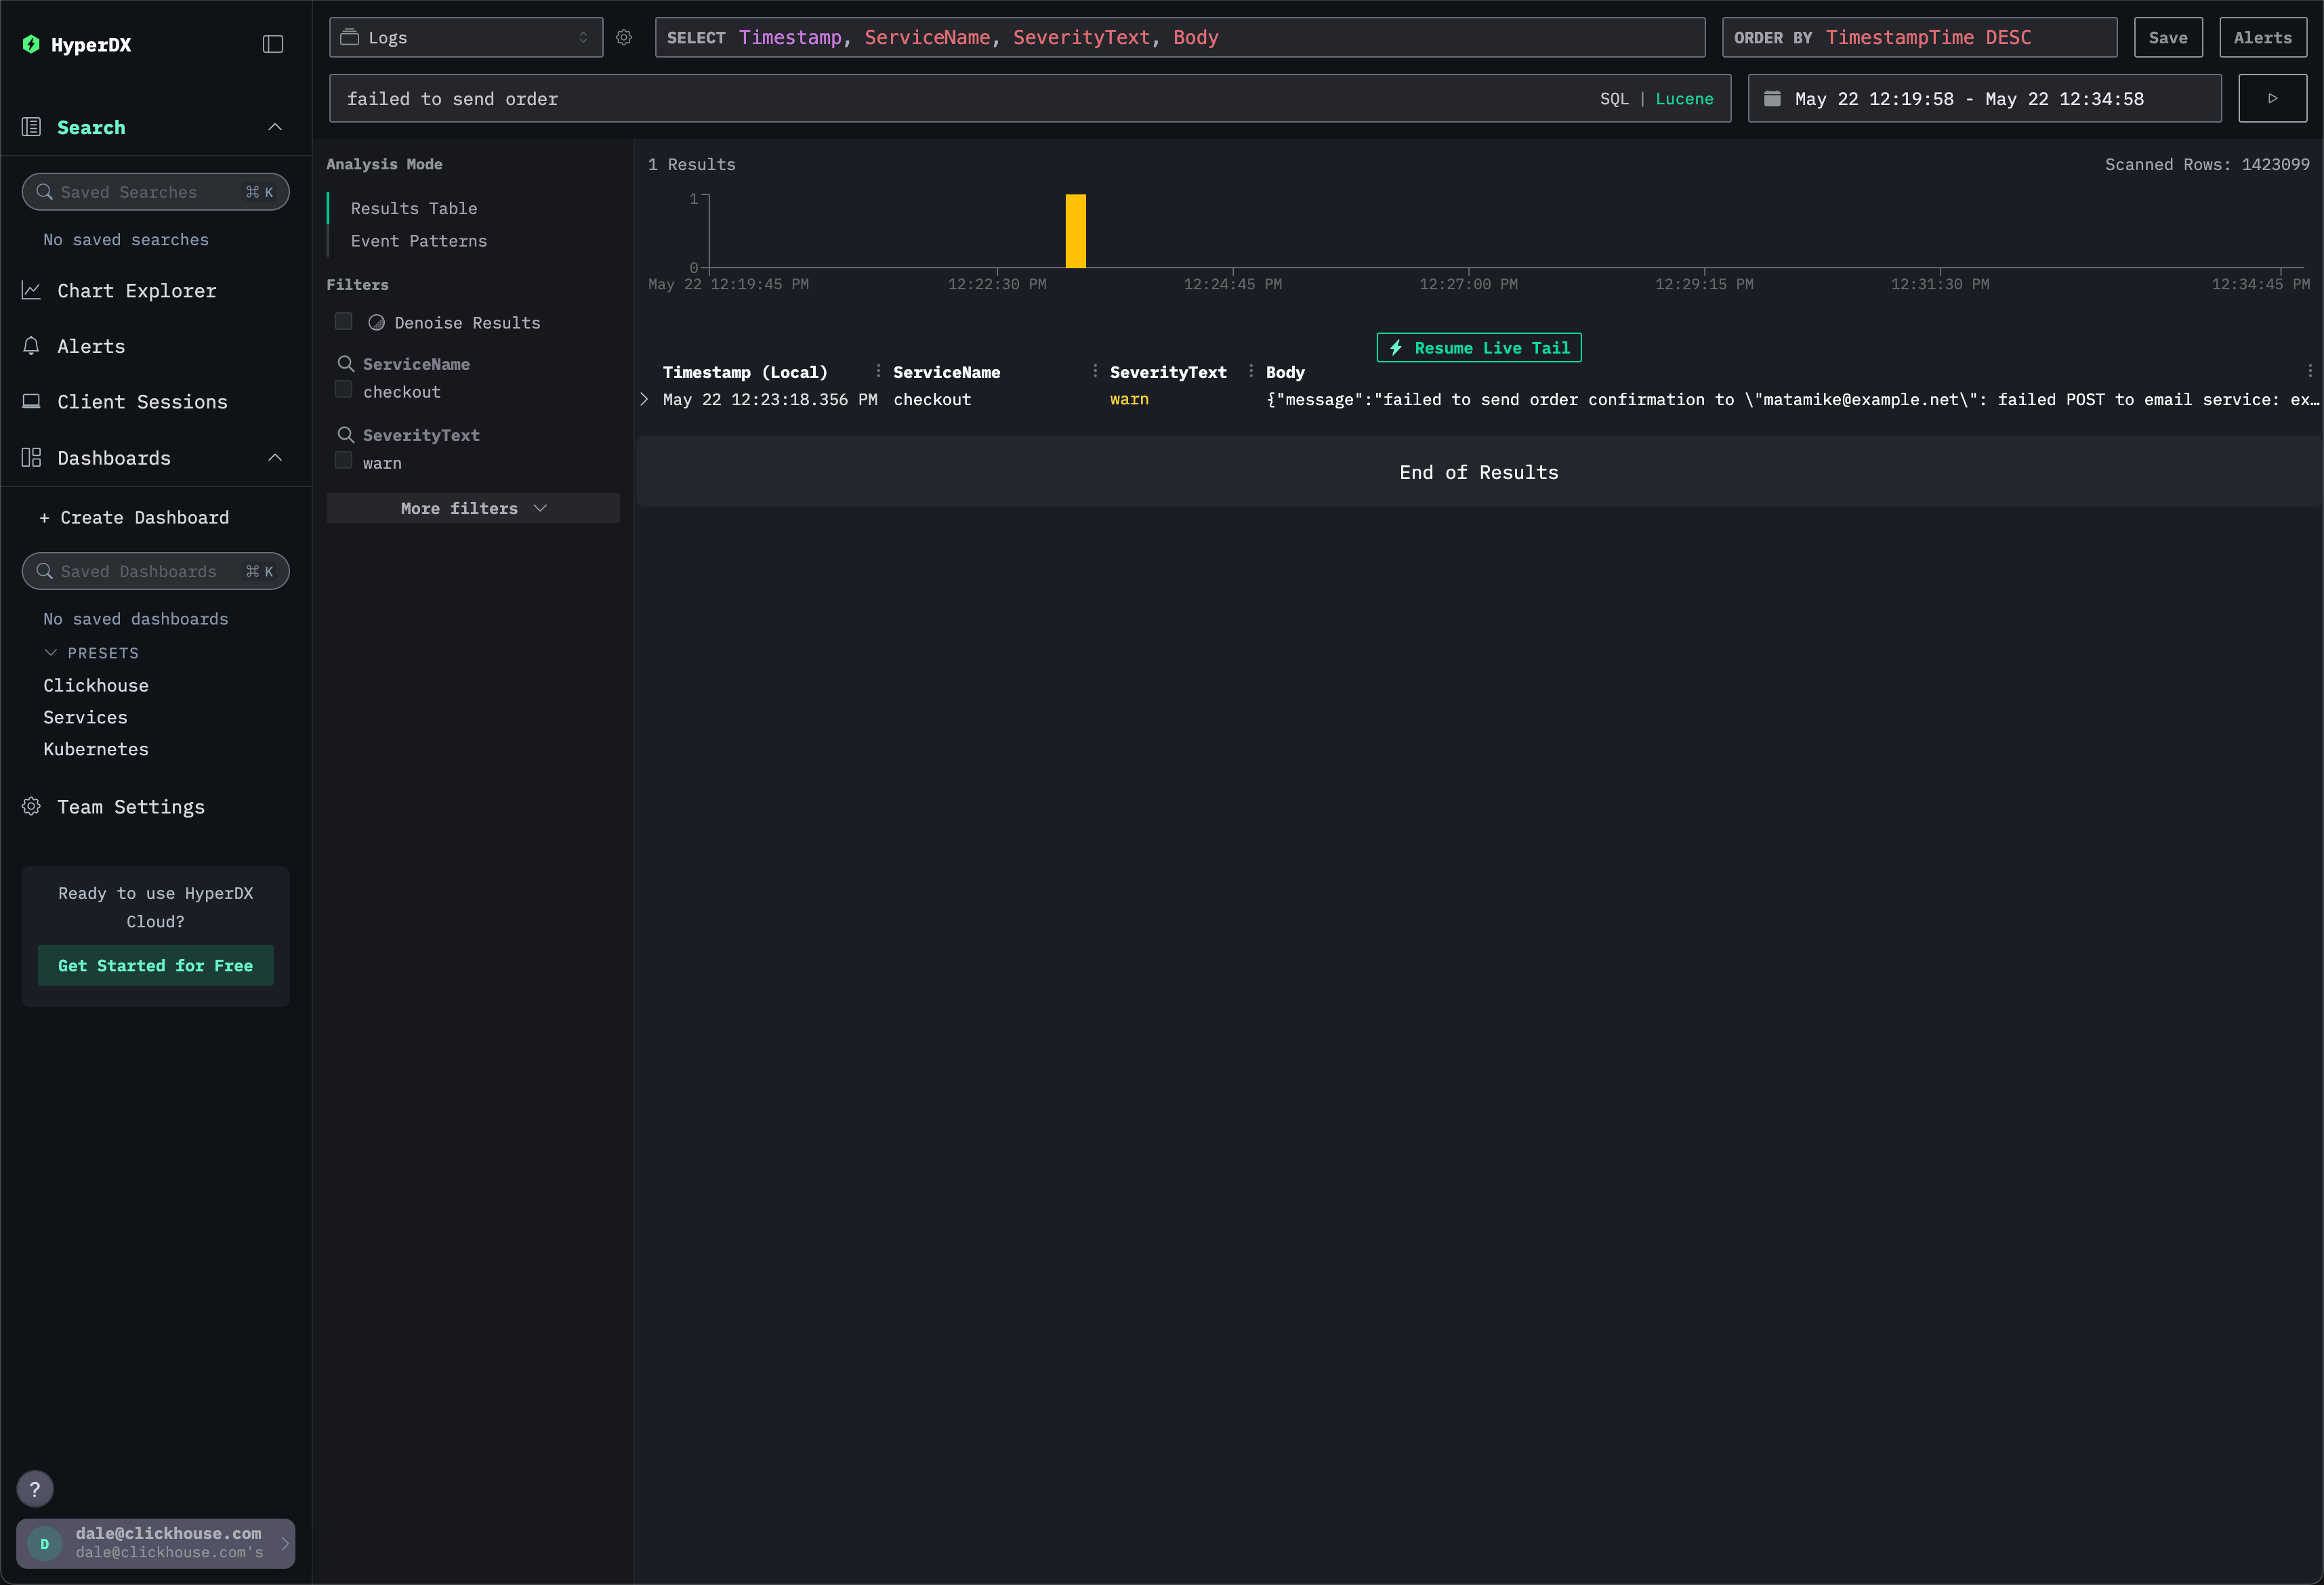 HyperDX
Search
Saved Searches ⌘ K
No saved searches
Chart Explorer
Alerts
Client Sessions
Dashboards
+ Create Dashboard
Saved Dashboards ⌘ K
No saved dashboards
PRESETS
Clickhouse
Services
Kubernetes
Team Settings
Ready to use HyperDX
Cloud?
Get Started for Free
?
D
dale@clickhouse.com
dale@clickhouse.com's
Logs
SELECT Timestamp, ServiceName, SeverityText, Body
ORDER BY TimestampTime DESC
Save
Alerts
failed to send order
SQL | Lucene
May 22 12:19:58 - May 22 12:34:58
Analysis Mode
Results Table
Event Patterns
Filters
Denoise Results
ServiceName
checkout
SeverityText
warn
More filters
1 Results
Scanned Rows: 1423099
1
0
May 22 12:19:45 PM 12:22:30 PM 12:24:45 PM 12:27:00 PM 12:29:15 PM 12:31:30 PM 12:34:45 PM
Resume Live Tail
Timestamp (Local) ServiceName SeverityText Body
May 22 12:23:18.356 PM checkout warn {"message":"failed to send order confirmation to \"matamike@example.net\": failed POST to email service: ex…
End of Results